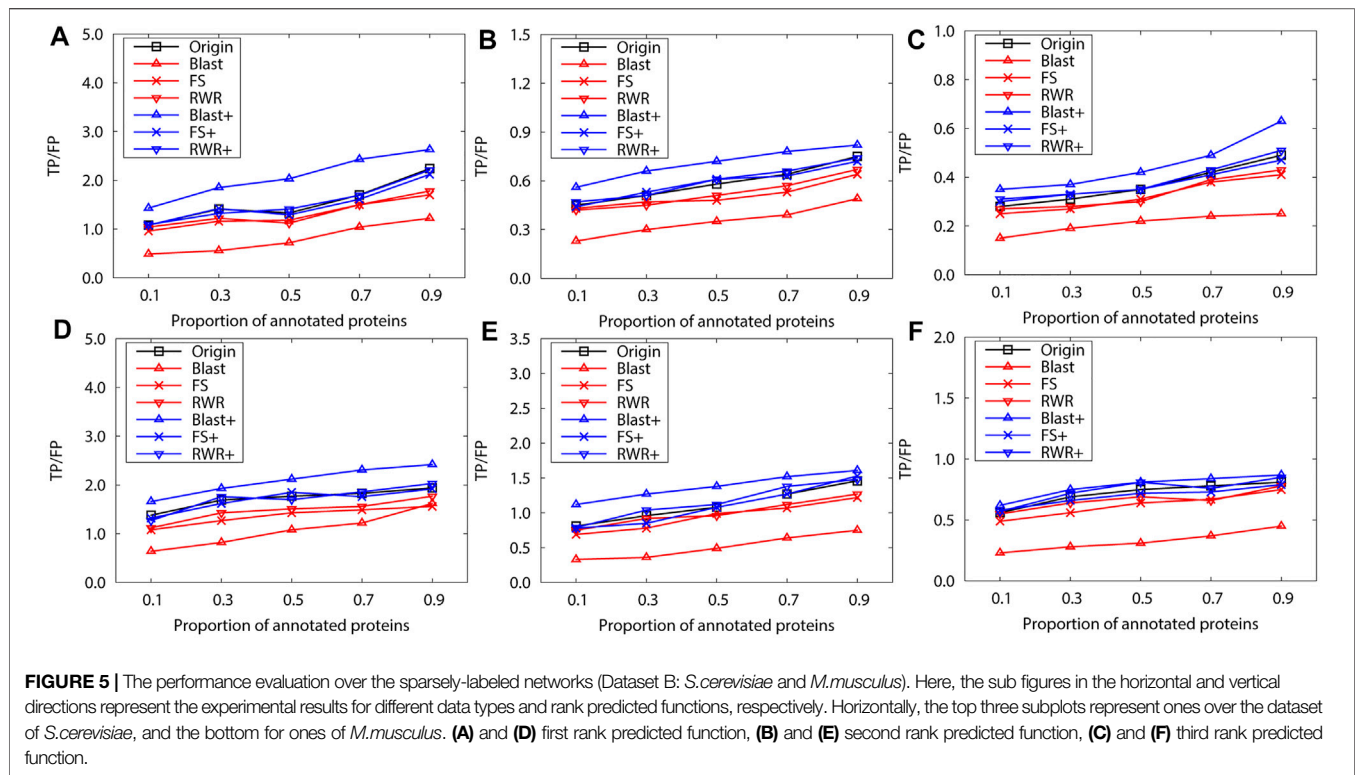 A
5.0
4.0
3.0
2.0
1.0
0.0
TP/FP
Origin
Blast
FS
RWR
Blast+
FS+
RWR+
0.1 0.3 0.5 0.7 0.9
Proportion of annotated proteins
B
1.5
1.2
0.9
0.6
0.3
0.0
TP/FP
Origin
Blast
FS
RWR
Blast+
FS+
RWR+
0.1 0.3 0.5 0.7 0.9
Proportion of annotated proteins
C
1.0
0.8
0.6
0.4
0.2
0.0
TP/FP
Origin
Blast
FS
RWR
Blast+
FS+
RWR+
0.1 0.3 0.5 0.7 0.9
Proportion of annotated proteins
D
5.0
4.0
3.0
2.0
1.0
0.0
TP/FP
Origin
Blast
FS
RWR
Blast+
FS+
RWR+
0.1 0.3 0.5 0.7 0.9
Proportion of annotated proteins
E
3.5
3.0
2.5
2.0
1.5
1.0
0.5
0.0
TP/FP
Origin
Blast
FS
RWR
Blast+
FS+
RWR+
0.1 0.3 0.5 0.7 0.9
Proportion of annotated proteins
F
2.0
1.5
1.0
0.5
0.0
TP/FP
Origin
Blast
FS
RWR
Blast+
FS+
RWR+
0.1 0.3 0.5 0.7 0.9
Proportion of annotated proteins
FIGURE 5 | The performance evaluation over the sparsely-labeled networks (Dataset B: S.cerevisiae and M.musculus). Here, the sub figures in the horizontal and vertical
directions represent the experimental results for different data types and rank predicted functions, respectively. Horizontally, the top three subplots represent ones over the dataset
of S.cerevisiae, and the bottom for ones of M.musculus. (A) and (D) first rank predicted function, (B) and (E) second rank predicted function, (C) and (F) third rank predicted
function.